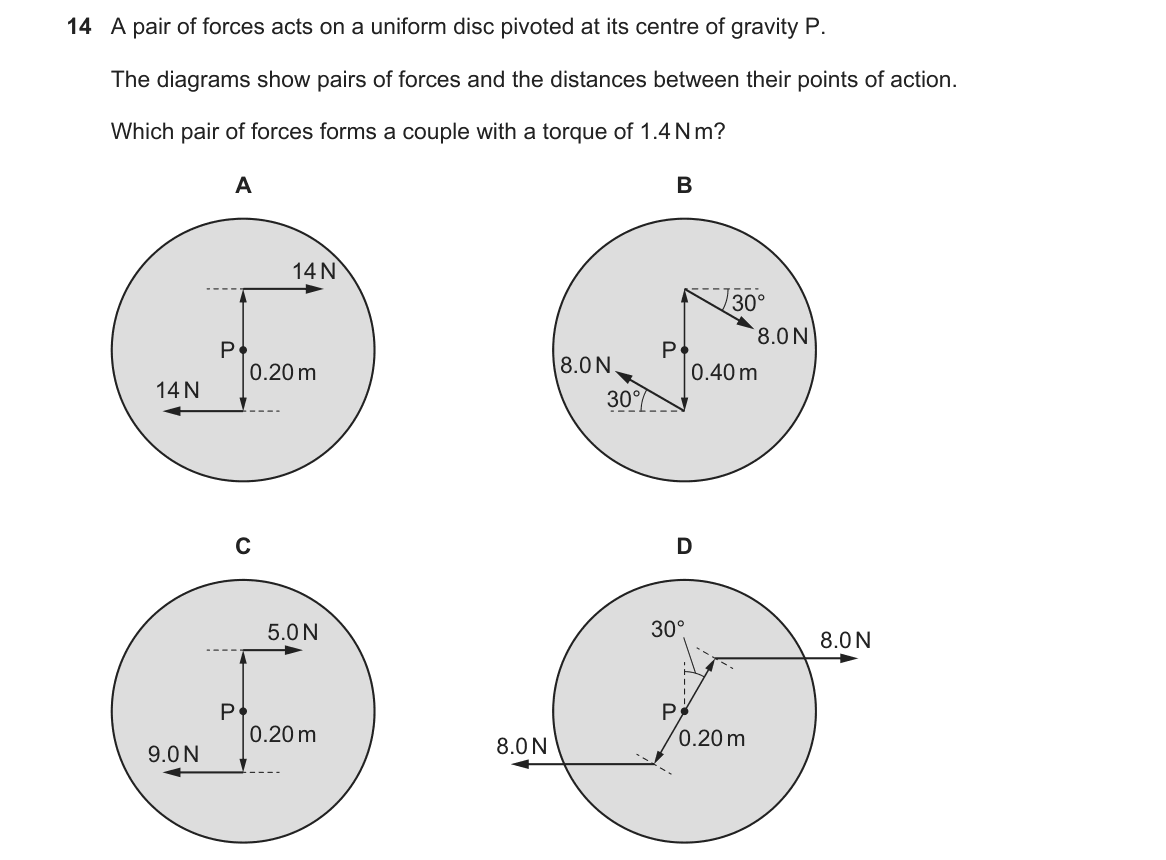 14 A pair of forces acts on a uniform disc pivoted at its centre of gravity P.
The diagrams show pairs of forces and the distances between their points of action.
Which pair of forces forms a couple with a torque of 1.4 N m?
A
14 N
P
0.20 m
14 N
B
30°
8.0 N
P
8.0 N
0.40 m
30°
C
5.0 N
P
0.20 m
9.0 N
D
30°
8.0 N
P
0.20 m
8.0 N